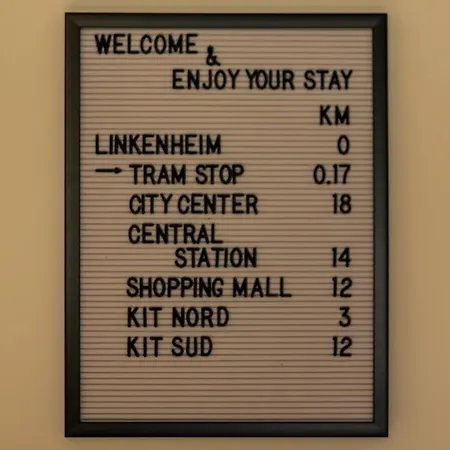 WELCOME
&
ENJOY YOUR STAY
KM
LINKENHEIM 0
→ TRAM STOP 0.17
CITY CENTER 18
CENTRAL
STATION 14
SHOPPING MALL 12
KIT NORD 3
KIT SUD 12